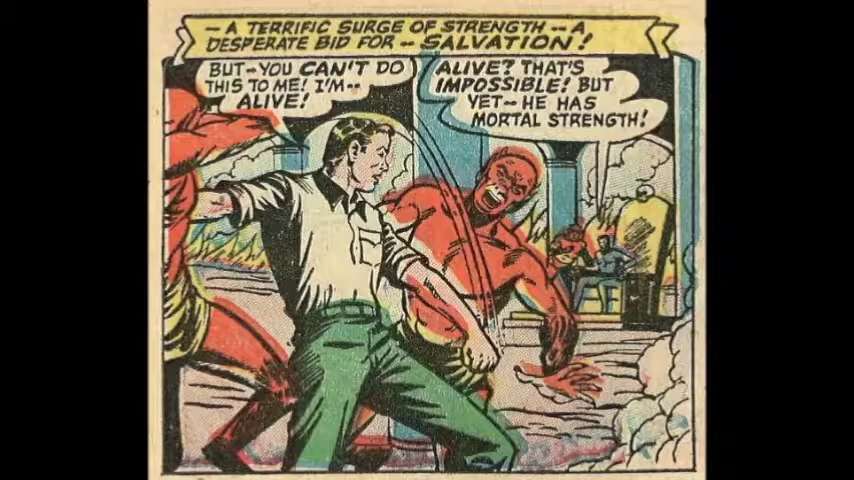 — A TERRIFIC SURGE OF STRENGTH -- A
DESPERATE BID FOR -- SALVATION!
BUT -- YOU CAN'T DO
THIS TO ME! I'M --
ALIVE!
ALIVE? THAT'S
IMPOSSIBLE! BUT
YET -- HE HAS
MORTAL STRENGTH!